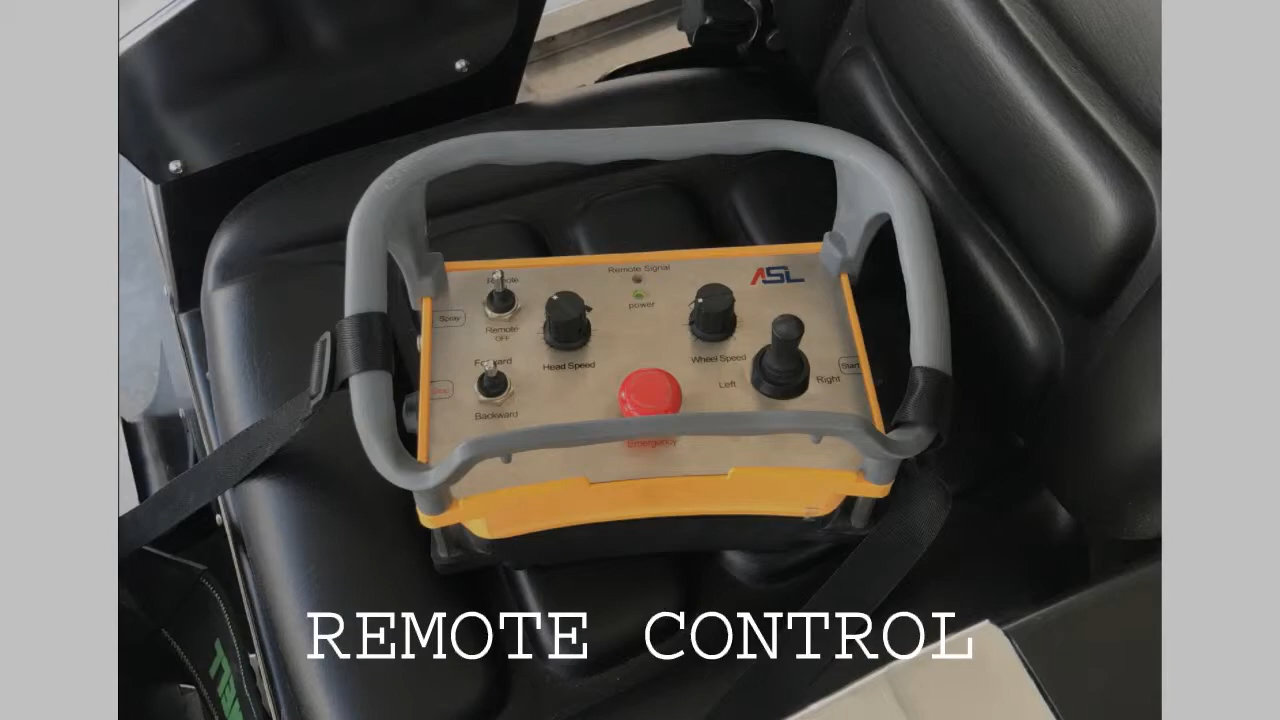 Remote
Remote Signal
ASL
power
Spray
Remote
OFF
Head Speed
Wheel Speed
Forward
Left
Right
Start
Backward
Emergency
REMOTE CONTROL